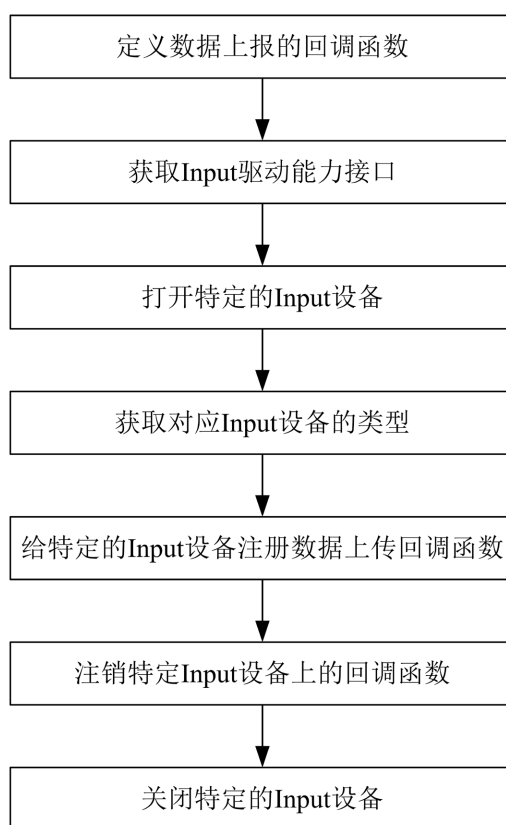 定义数据上报的回调函数
获取Input驱动能力接口
打开特定的Input设备
获取对应Input设备的类型
给特定的Input设备注册数据上传回调函数
注销特定Input设备上的回调函数
关闭特定的Input设备